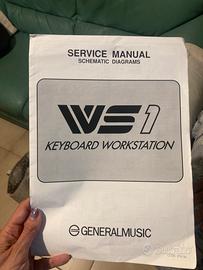 SERVICE MANUAL
SCHEMATIC DIAGRAMS
WS1
KEYBOARD WORKSTATION
GENERALMUSIC